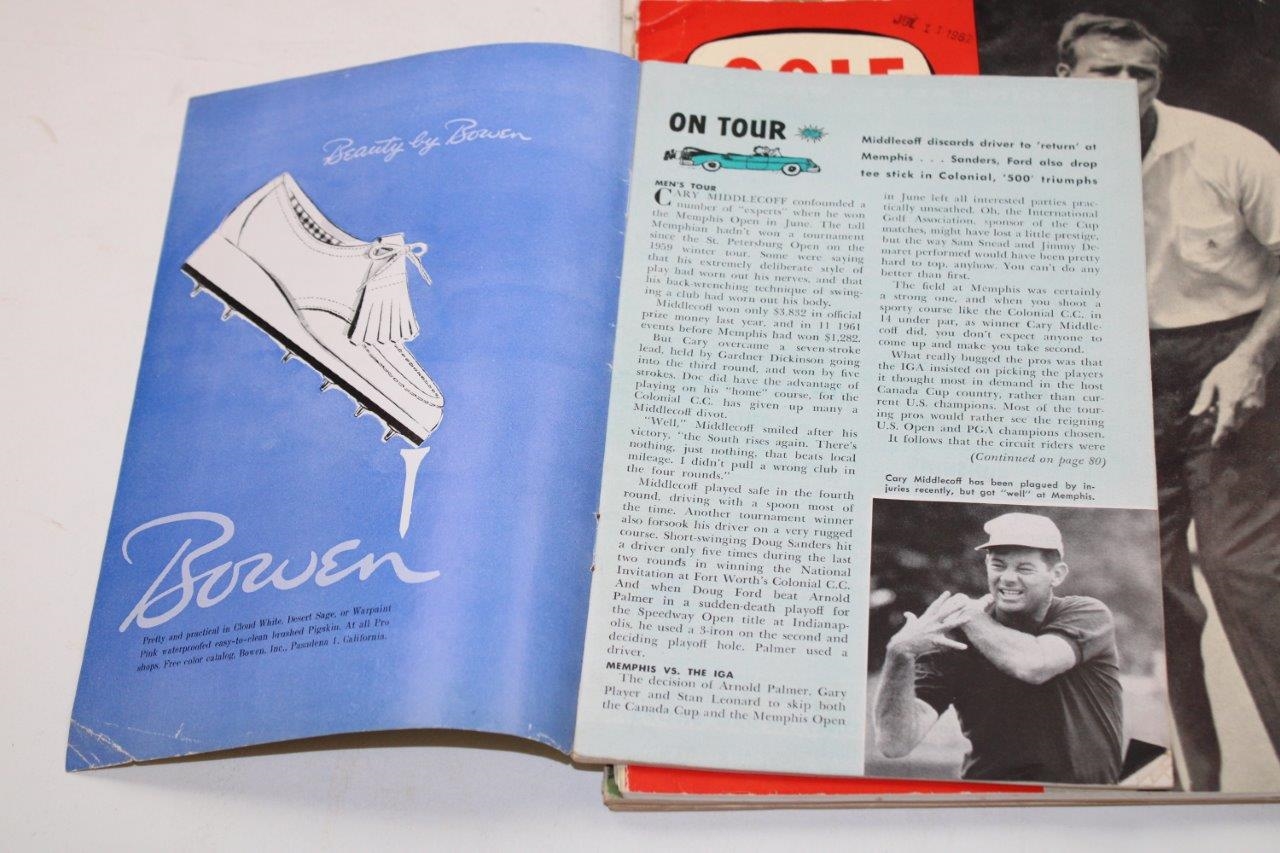 Beauty by Bowen
Bowen
Pretty and practical in Cloud White, Desert Sage, or Warpaint
Pink waterproofed easy-to-clean brushed Pigskin. At all Pro
shops. Free color catalog. Bowen, Inc., Pasadena 1, California.
GOLF
ON TOUR
Middlecoff discards driver to 'return' at
Memphis . . . Sanders, Ford also drop
tee stick in Colonial, '500' triumphs
MEN'S TOUR
CARY MIDDLECOFF confounded a
number of "experts" when he won
the Memphis Open in June. The tall
Memphian hadn't won a tournament
since the St. Petersburg Open on the
1959 winter tour. Some were saying
that his extremely deliberate style of
play had worn out his nerves, and that
his back-wrenching technique of swing-
ing a club had worn out his body.
Middlecoff won only $3,832 in official
prize money last year, and in 11 1961
events before Memphis had won $1,282.
But Cary overcame a seven-stroke
lead, held by Gardner Dickinson going
into the third round, and won by five
strokes. Doc did have the advantage of
playing on his "home" course, for the
Colonial C.C. has given up many a
Middlecoff divot.
"Well," Middlecoff smiled after his
victory, "the South rises again. There's
nothing, just nothing, that beats local
mileage. I didn't pull a wrong club in
the four rounds."
Middlecoff played safe in the fourth
round, driving with a spoon most of
the time. Another tournament winner
also forsook his driver on a very rugged
course. Short-swinging Doug Sanders hit
a driver only five times during the last
two rounds in winning the National
Invitation at Fort Worth's Colonial C.C.
And when Doug Ford beat Arnold
Palmer in a sudden-death playoff for
the Speedway Open title at Indianap-
olis, he used a 3-iron on the second and
deciding playoff hole. Palmer used a
driver.
MEMPHIS VS. THE IGA
The decision of Arnold Palmer, Gary
Player and Stan Leonard to skip both
the Canada Cup and the Memphis Open
in June left all interested parties prac-
tically unscathed. Oh, the International
Golf Association, sponsor of the Cup
matches, might have lost a little prestige,
but the way Sam Snead and Jimmy De-
maret performed would have been pretty
hard to top, anyhow. You can't do any
better than first.
The field at Memphis was certainly
a strong one, and when you shoot a
sporty course like the Colonial C.C. in
14 under par, as winner Cary Middle-
coff did, you don't expect anyone to
come up and make you take second.
What really bugged the pros was that
the IGA insisted on picking the players
it thought most in demand in the host
Canada Cup country, rather than cur-
rent U.S. champions. Most of the tour-
ing pros would rather see the reigning
U.S. Open and PGA champions chosen.
It follows that the circuit riders were
(Continued on page 80)
Cary Middlecoff has been plagued by in-
juries recently, but got "well" at Memphis.